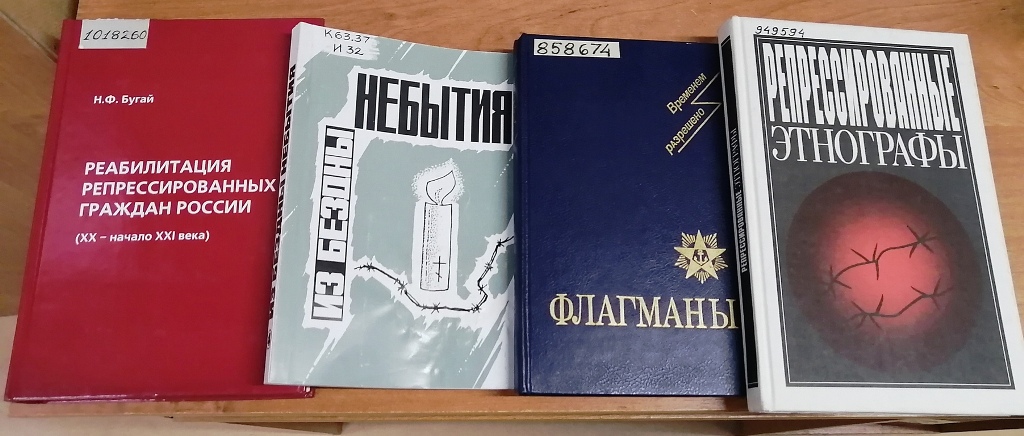 1018260
Н.Ф. Бугай
РЕАБИЛИТАЦИЯ
РЕПРЕССИРОВАННЫХ
ГРАЖДАН РОССИИ
(XX – начало XXI века)
К63.37
И 32
ИЗ БЕЗДНЫ
НЕБЫТИЯ
858674
Временем
разрешено
ФЛАГМАНЫ
949594
РЕПРЕССИРОВАННЫЕ
ЭТНОГРАФЫ